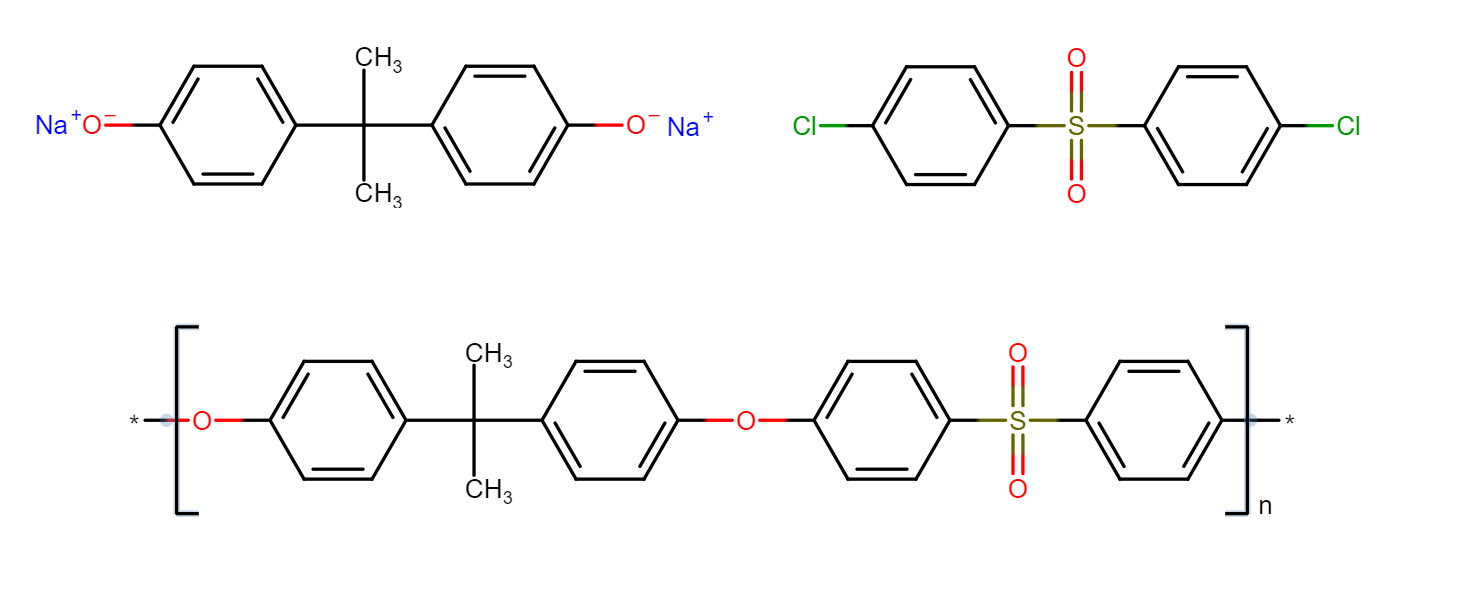 CH₃ O
Na⁺ O⁻ O⁻ Na⁺ Cl S Cl
CH₃ O
CH₃ O
* O O S *
CH₃ O
n